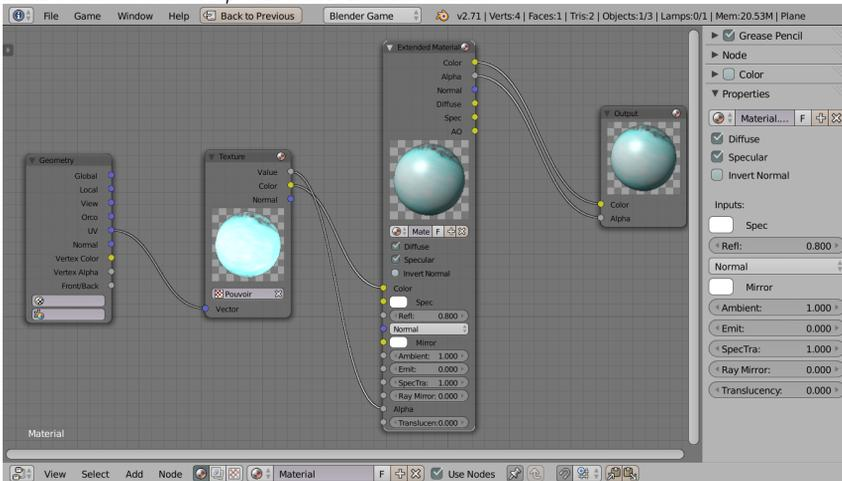 File Game Window Help Back to Previous Blender Game v2.71 | Verts:4 | Faces:1 | Tris:2 | Objects:1/3 | Lamps:0/1 | Mem:20.53M | Plane
Geometry
Global
Local
View
Orco
UV
Normal
Vertex Color
Vertex Alpha
Front/Back
Texture
Value
Color
Normal
Pouvoir
Vector
Extended Material
Color
Alpha
Normal
Diffuse
Spec
AO
Mate F
Diffuse
Specular
Invert Normal
Color
Spec
Refl: 0.800
Normal
Mirror
Ambient: 1.000
Emit: 0.000
SpecTra: 1.000
Ray Mirror: 0.000
Alpha
Translucen:0.000
Output
Color
Alpha
Grease Pencil
Node
Color
Properties
Material.... F
Diffuse
Specular
Invert Normal
Inputs:
Spec
Refl: 0.800
Normal
Mirror
Ambient: 1.000
Emit: 0.000
SpecTra: 1.000
Ray Mirror: 0.000
Translucency: 0.000
Material
View Select Add Node Material F Use Nodes